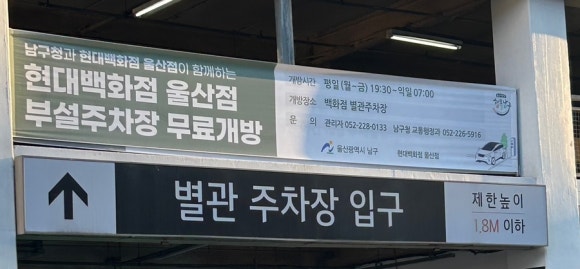 남구청과 현대백화점 울산점이 함께하는
현대백화점 울산점
부설주차장 무료개방
개방시간 평일 (월~금) 19:30~익일 07:00
개방장소 백화점 별관주차장
문 의 관리자 052-228-0133 남구청 교통행정과 052-226-5916
울산광역시 남구 현대백화점 울산점
별관 주차장 입구
제한높이
1.8M 이하